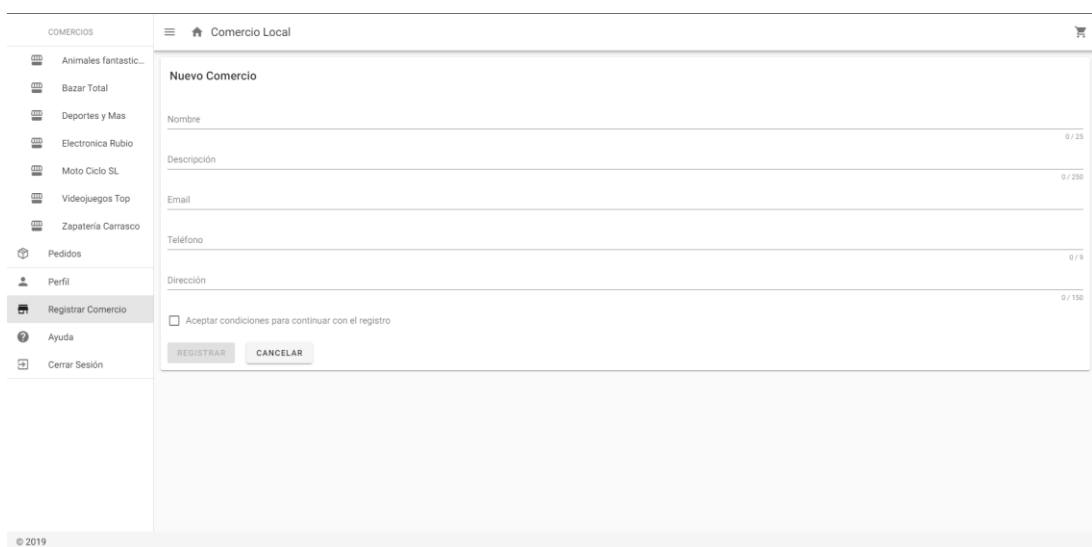 COMERCIOS
Animales fantastic...
Bazar Total
Deportes y Mas
Electronica Rubio
Moto Ciclo SL
Videojuegos Top
Zapatería Carrasco
Pedidos
Perfil
Registrar Comercio
Ayuda
Cerrar Sesión
© 2019
Comercio Local
Nuevo Comercio
Nombre
0 / 25
Descripción
0 / 250
Email
Teléfono
0 / 9
Dirección
0 / 150
Aceptar condiciones para continuar con el registro
REGISTRAR CANCELAR